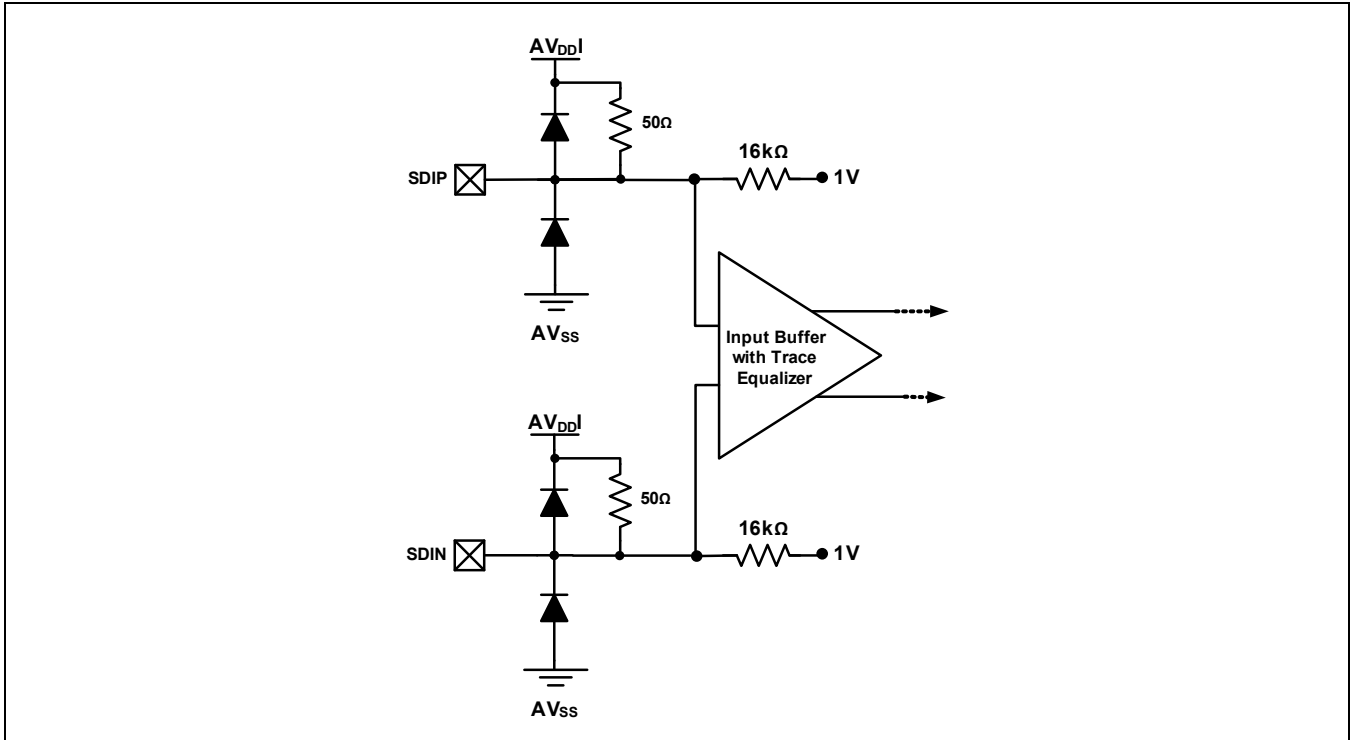 AVDDI
50Ω
16kΩ
SDIP
1V
AVSS
Input Buffer
with Trace
Equalizer
AVDDI
50Ω
16kΩ
SDIN
1V
AVSS